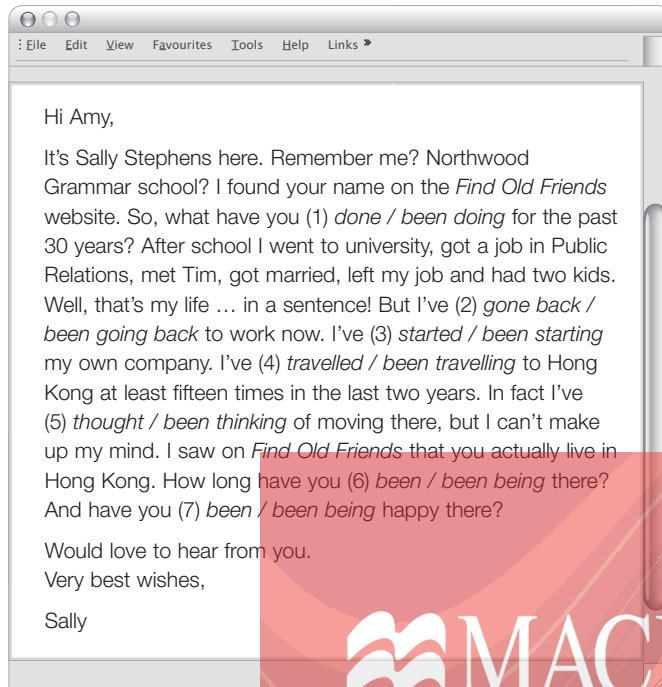 File Edit View Favourites Tools Help Links »
Hi Amy,
It's Sally Stephens here. Remember me? Northwood
Grammar school? I found your name on the Find Old Friends
website. So, what have you (1) done / been doing for the past
30 years? After school I went to university, got a job in Public
Relations, met Tim, got married, left my job and had two kids.
Well, that's my life … in a sentence! But I've (2) gone back /
been going back to work now. I've (3) started / been starting
my own company. I've (4) travelled / been travelling to Hong
Kong at least fifteen times in the last two years. In fact I've
(5) thought / been thinking of moving there, but I can't make
up my mind. I saw on Find Old Friends that you actually live in
Hong Kong. How long have you (6) been / been being there?
And have you (7) been / been being happy there?
Would love to hear from you.
Very best wishes,
Sally